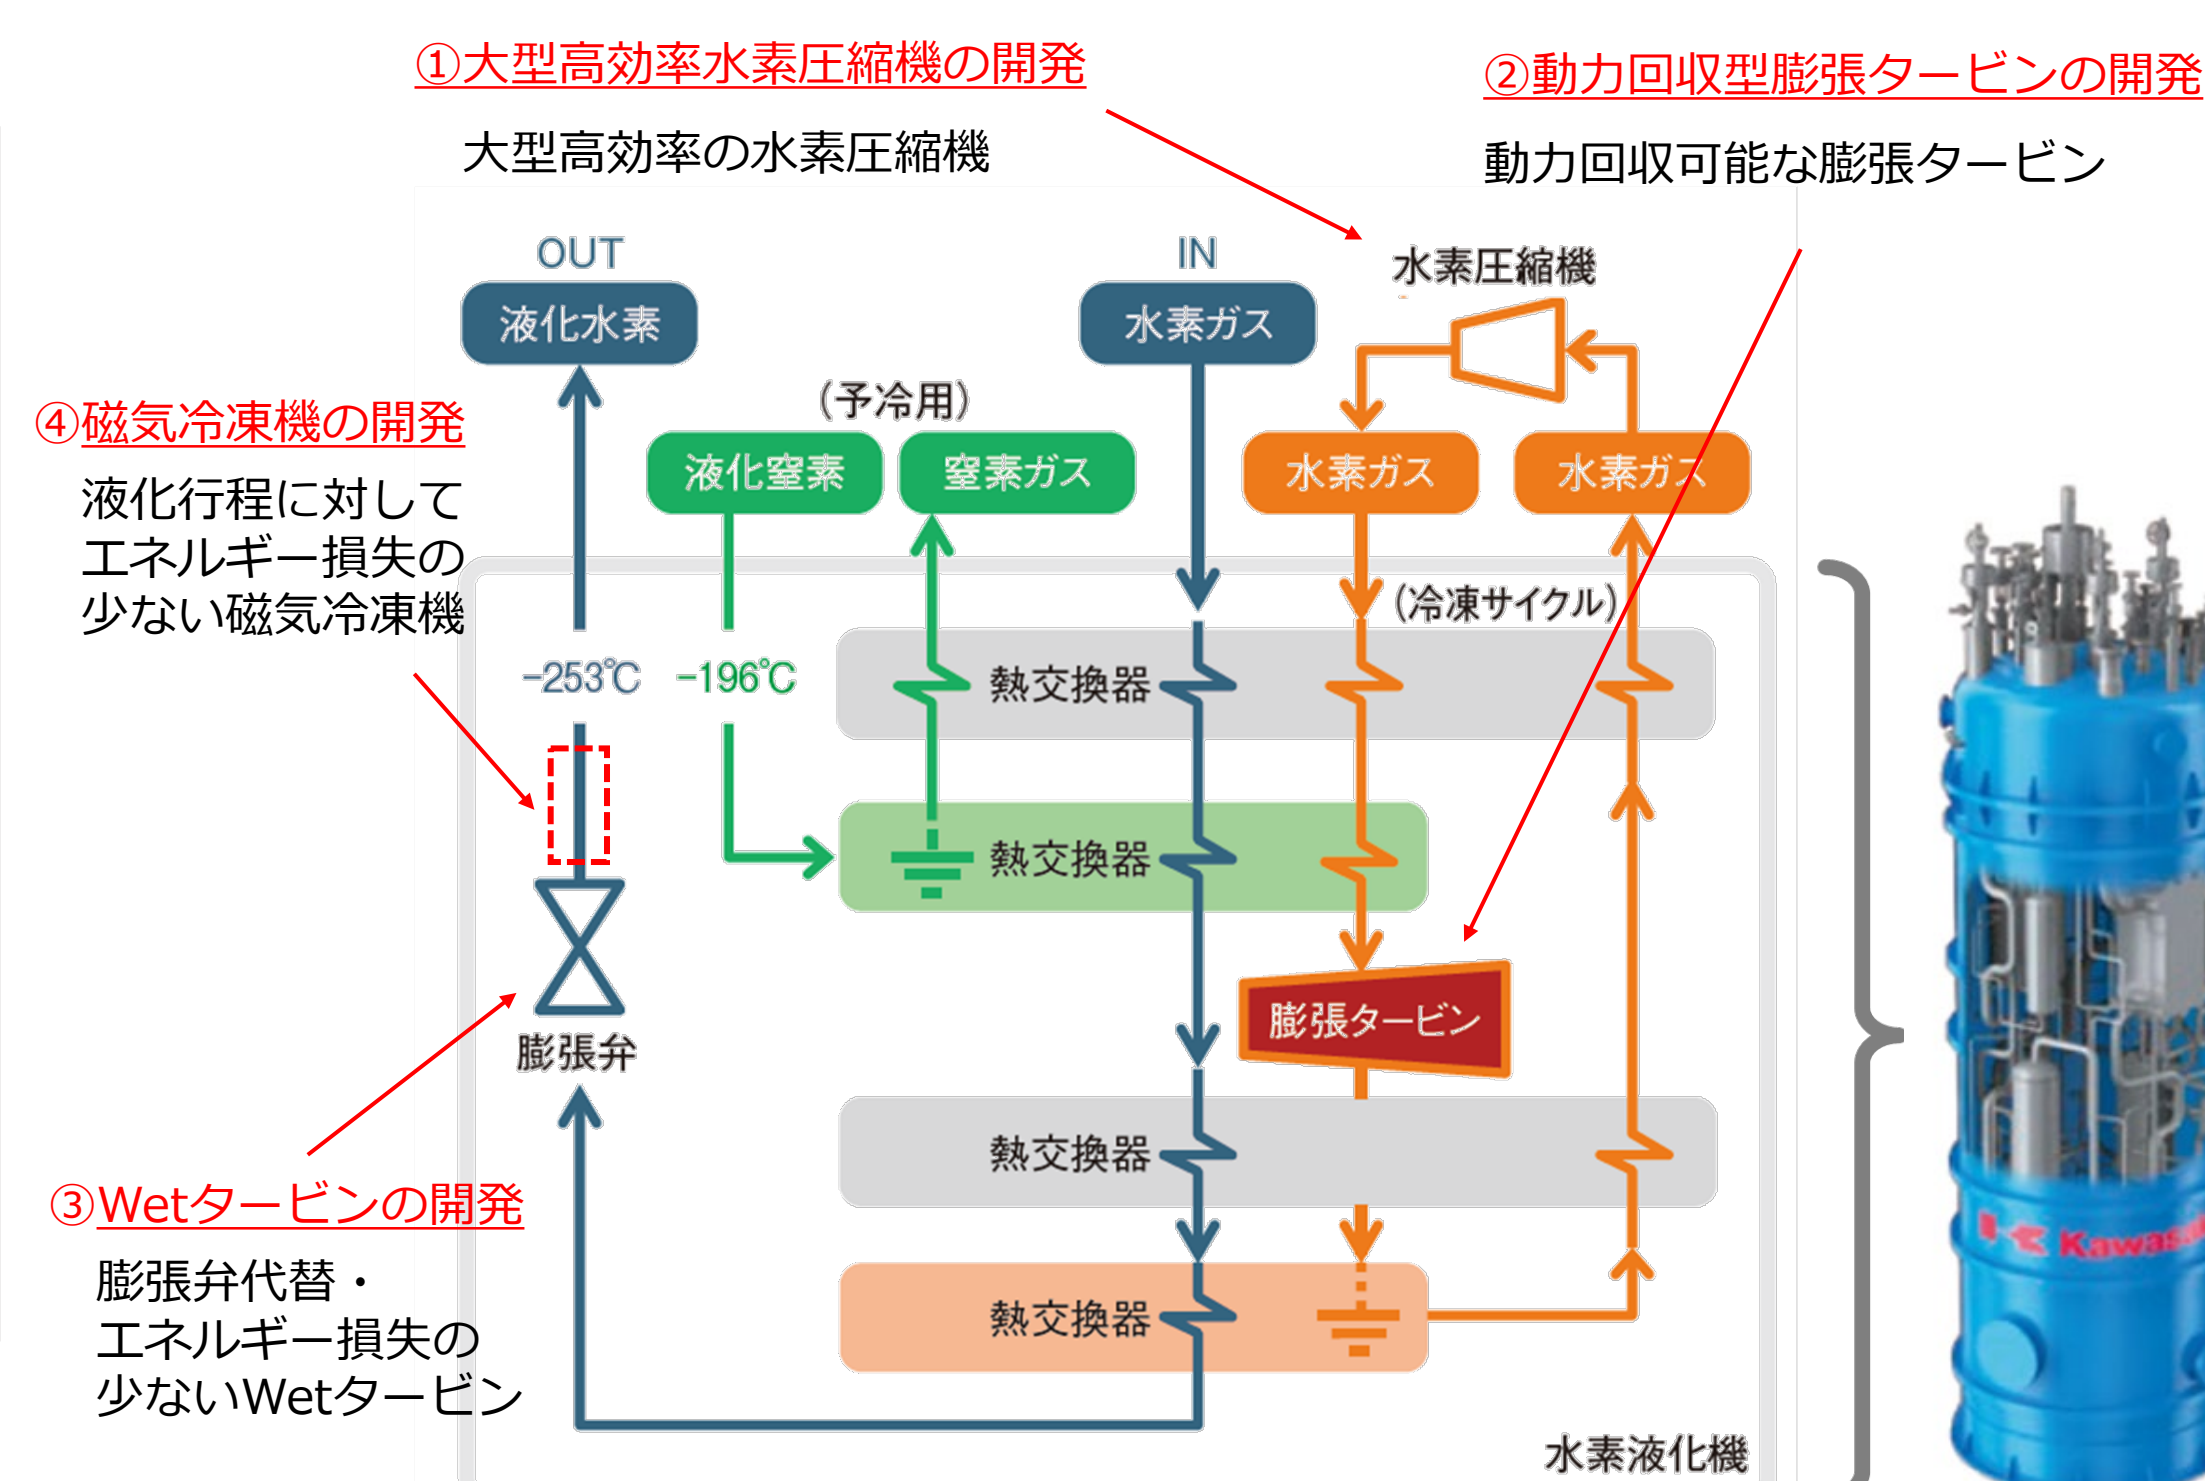 ①大型高効率水素圧縮機の開発
大型高効率の水素圧縮機
②動力回収型膨張タービンの開発
動力回収可能な膨張タービン
OUT
液化水素
IN
水素ガス
水素圧縮機
(予冷用)
液化窒素
窒素ガス
水素ガス
水素ガス
④磁気冷凍機の開発
液化行程に対して
エネルギー損失の
少ない磁気冷凍機
(冷凍サイクル)
-253℃
-196℃
熱交換器
熱交換器
膨張タービン
膨張弁
熱交換器
③Wetタービンの開発
膨張弁代替・
エネルギー損失の
少ないWetタービン
熱交換器
水素液化機